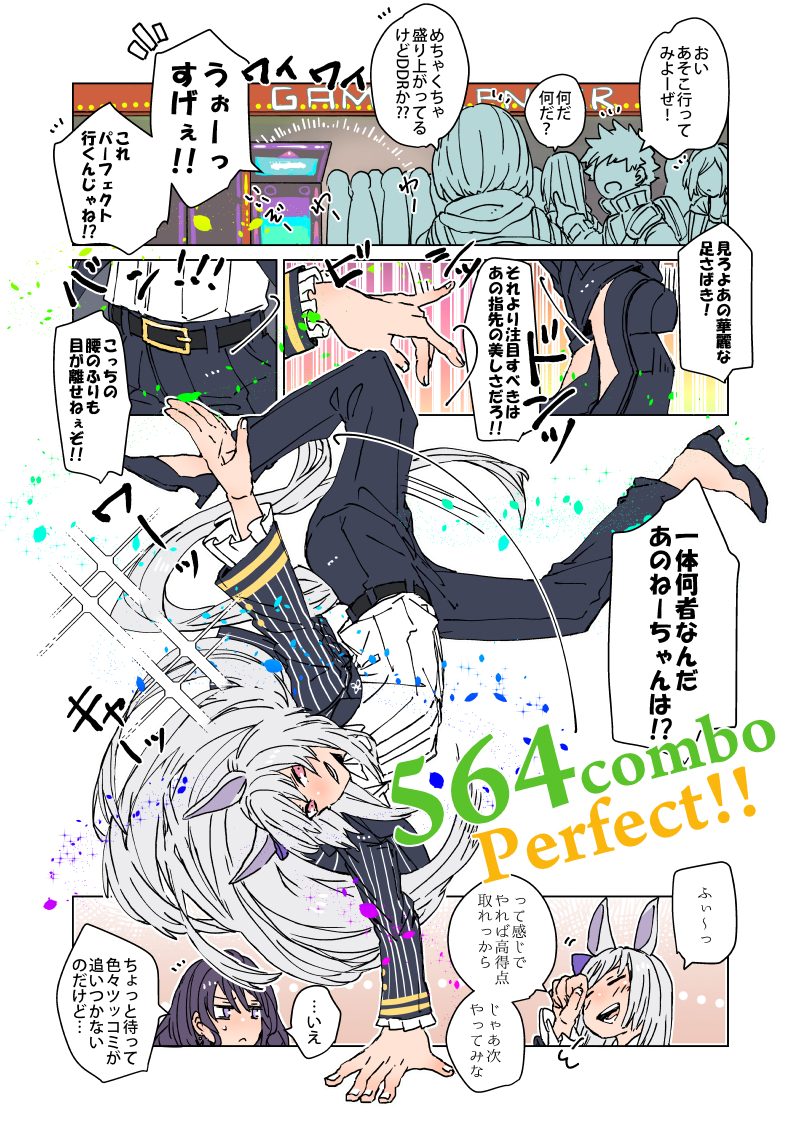 おい
あそこ行って
みよーぜ!
何だ
何だ?
めちゃくちゃ
盛り上がってる
けどDDRか??
ワイ
ワイ
うぉーっ
すげぇ!!
これ
パーフェクト
行くんじゃね!?
GAM
わー
わー
ぞ
見ろよあの華麗な
足さばき!
ドンッ
それより注目すべきは
あの指先の美しさだろ!!
ビッ
バン!!!
こっちの
腰のふりも
目が離せねぇぞ!!
一体何者なんだ
あのねーちゃんは!?
ワーッ
キャーッ
564combo
Perfect!!
ふぃ〜っ
って感じで
やれば高得点
取れっから
じゃあ次
やってみな
…いえ
ちょっと待って
色々ツッコミが
追いつかない
のだけど…